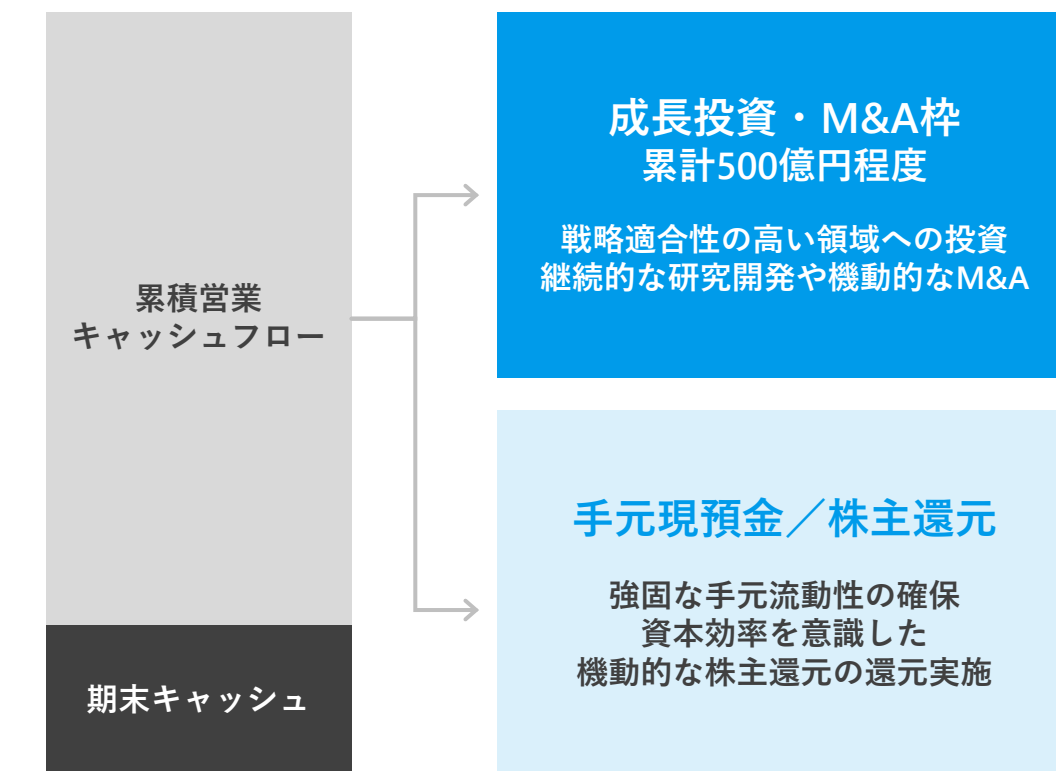 累積営業
キャッシュフロー
期末キャッシュ
成長投資・M&A枠
累計500億円程度
戦略適合性の高い領域への投資
継続的な研究開発や機動的なM&A
手元現預金／株主還元
強固な手元流動性の確保
資本効率を意識した
機動的な株主還元の還元実施